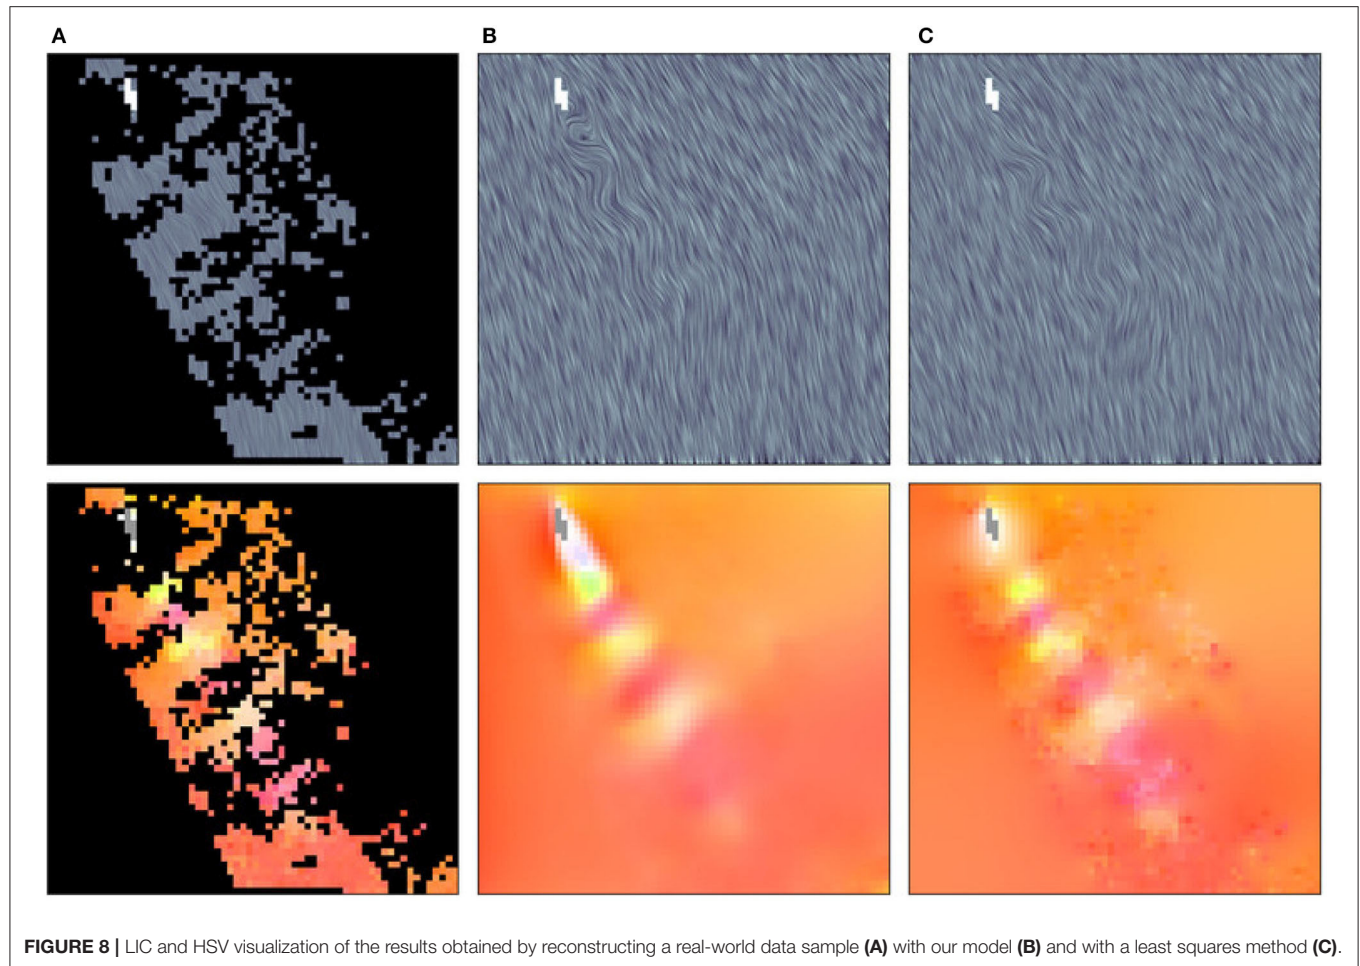 A
B
C
FIGURE 8 | LIC and HSV visualization of the results obtained by reconstructing a real-world data sample (A) with our model (B) and with a least squares method (C).